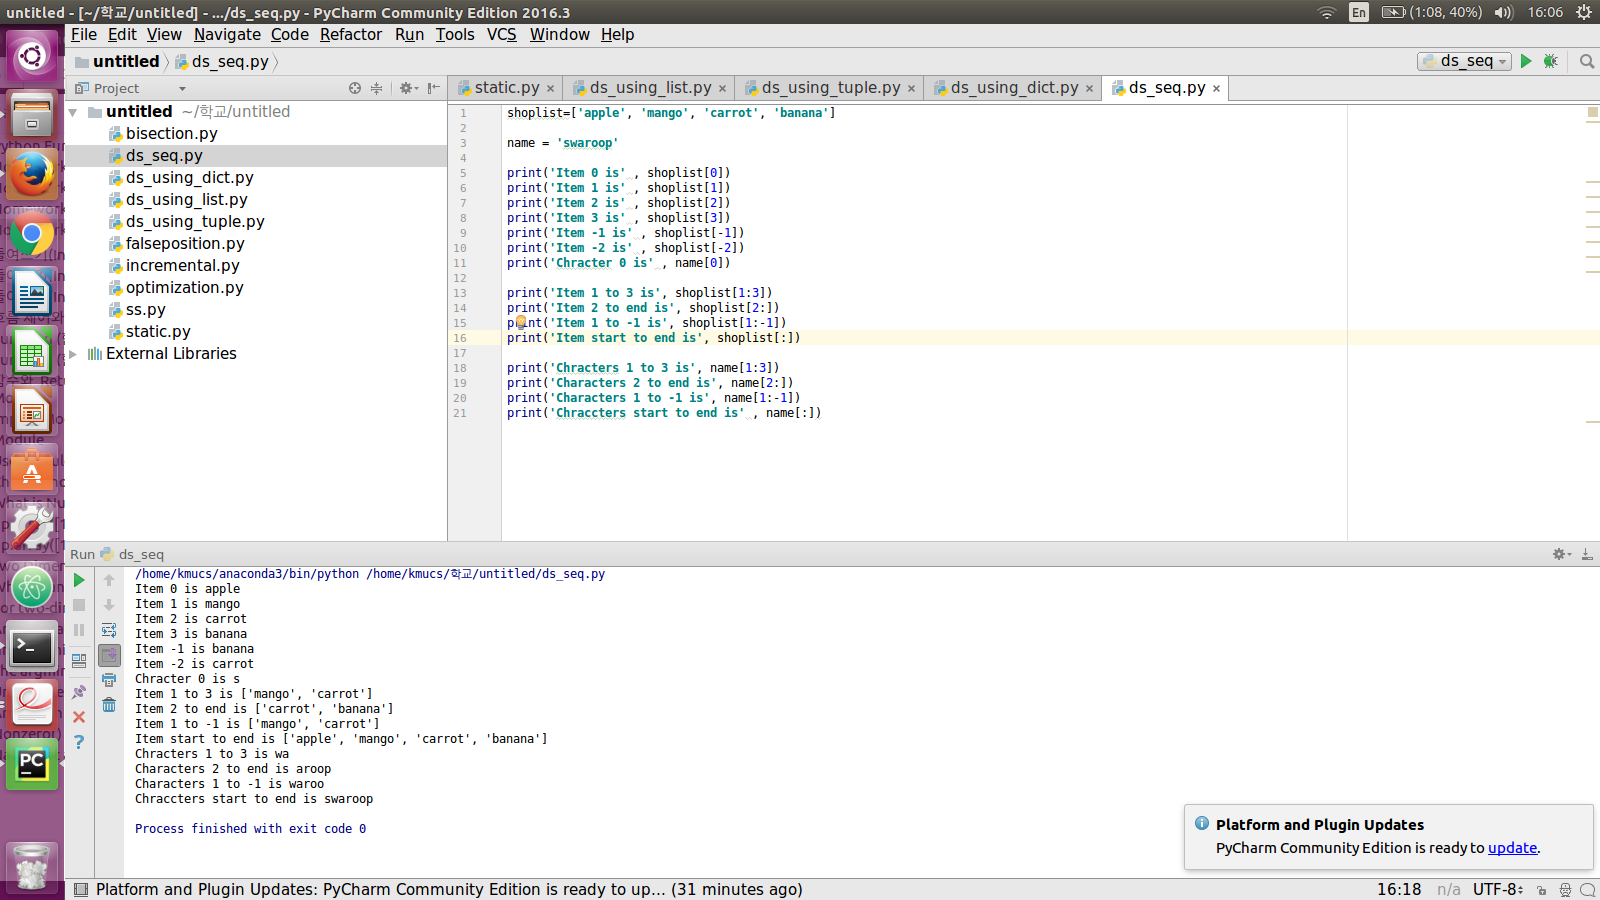 untitled - [~/학교/untitled] - .../ds_seq.py - PyCharm Community Edition 2016.3
En
(1:08, 40%)
16:06
File Edit View Navigate Code Refactor Run Tools VCS Window Help
untitled
ds_seq.py
ds_seq
Project
static.py
ds_using_list.py
ds_using_tuple.py
ds_using_dict.py
ds_seq.py
untitled ~/학교/untitled
bisection.py
ds_seq.py
ds_using_dict.py
ds_using_list.py
ds_using_tuple.py
falseposition.py
incremental.py
optimization.py
ss.py
static.py
External Libraries
1 shoplist=['apple', 'mango', 'carrot', 'banana']
2
3 name = 'swaroop'
4
5 print('Item 0 is' , shoplist[0])
6 print('Item 1 is' , shoplist[1])
7 print('Item 2 is' , shoplist[2])
8 print('Item 3 is' , shoplist[3])
9 print('Item -1 is' , shoplist[-1])
10 print('Item -2 is' , shoplist[-2])
11 print('Chracter 0 is' , name[0])
12
13 print('Item 1 to 3 is', shoplist[1:3])
14 print('Item 2 to end is', shoplist[2:])
15 print('Item 1 to -1 is', shoplist[1:-1])
16 print('Item start to end is', shoplist[:])
17
18 print('Chracters 1 to 3 is', name[1:3])
19 print('Characters 2 to end is', name[2:])
20 print('Characters 1 to -1 is', name[1:-1])
21 print('Chraccters start to end is' , name[:])
Run ds_seq
/home/kmucs/anaconda3/bin/python /home/kmucs/학교/untitled/ds_seq.py
Item 0 is apple
Item 1 is mango
Item 2 is carrot
Item 3 is banana
Item -1 is banana
Item -2 is carrot
Chracter 0 is s
Item 1 to 3 is ['mango', 'carrot']
Item 2 to end is ['carrot', 'banana']
Item 1 to -1 is ['mango', 'carrot']
Item start to end is ['apple', 'mango', 'carrot', 'banana']
Chracters 1 to 3 is wa
Characters 2 to end is aroop
Characters 1 to -1 is waroo
Chraccters start to end is swaroop
Process finished with exit code 0
PC
Platform and Plugin Updates
PyCharm Community Edition is ready to update.
Platform and Plugin Updates: PyCharm Community Edition is ready to up... (31 minutes ago)
16:18 n/a UTF-8